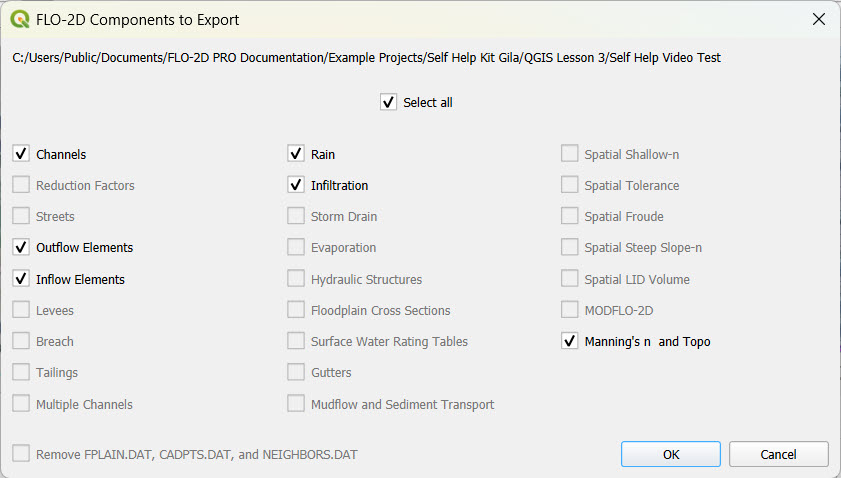 FLO-2D Components to Export
C:/Users/Public/Documents/FLO-2D PRO Documentation/Example Projects/Self Help Kit Gila/QGIS Lesson 3/Self Help Video Test
Select all
Channels
Reduction Factors
Streets
Outflow Elements
Inflow Elements
Levees
Breach
Tailings
Multiple Channels
Rain
Infiltration
Storm Drain
Evaporation
Hydraulic Structures
Floodplain Cross Sections
Surface Water Rating Tables
Gutters
Mudflow and Sediment Transport
Spatial Shallow-n
Spatial Tolerance
Spatial Froude
Spatial Steep Slope-n
Spatial LID Volume
MODFLO-2D
Manning's n  and Topo
Remove FPLAIN.DAT, CADPTS.DAT, and NEIGHBORS.DAT
OK
Cancel